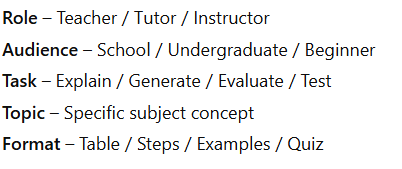 Role – Teacher / Tutor / Instructor
Audience – School / Undergraduate / Beginner
Task – Explain / Generate / Evaluate / Test
Topic – Specific subject concept
Format – Table / Steps / Examples / Quiz